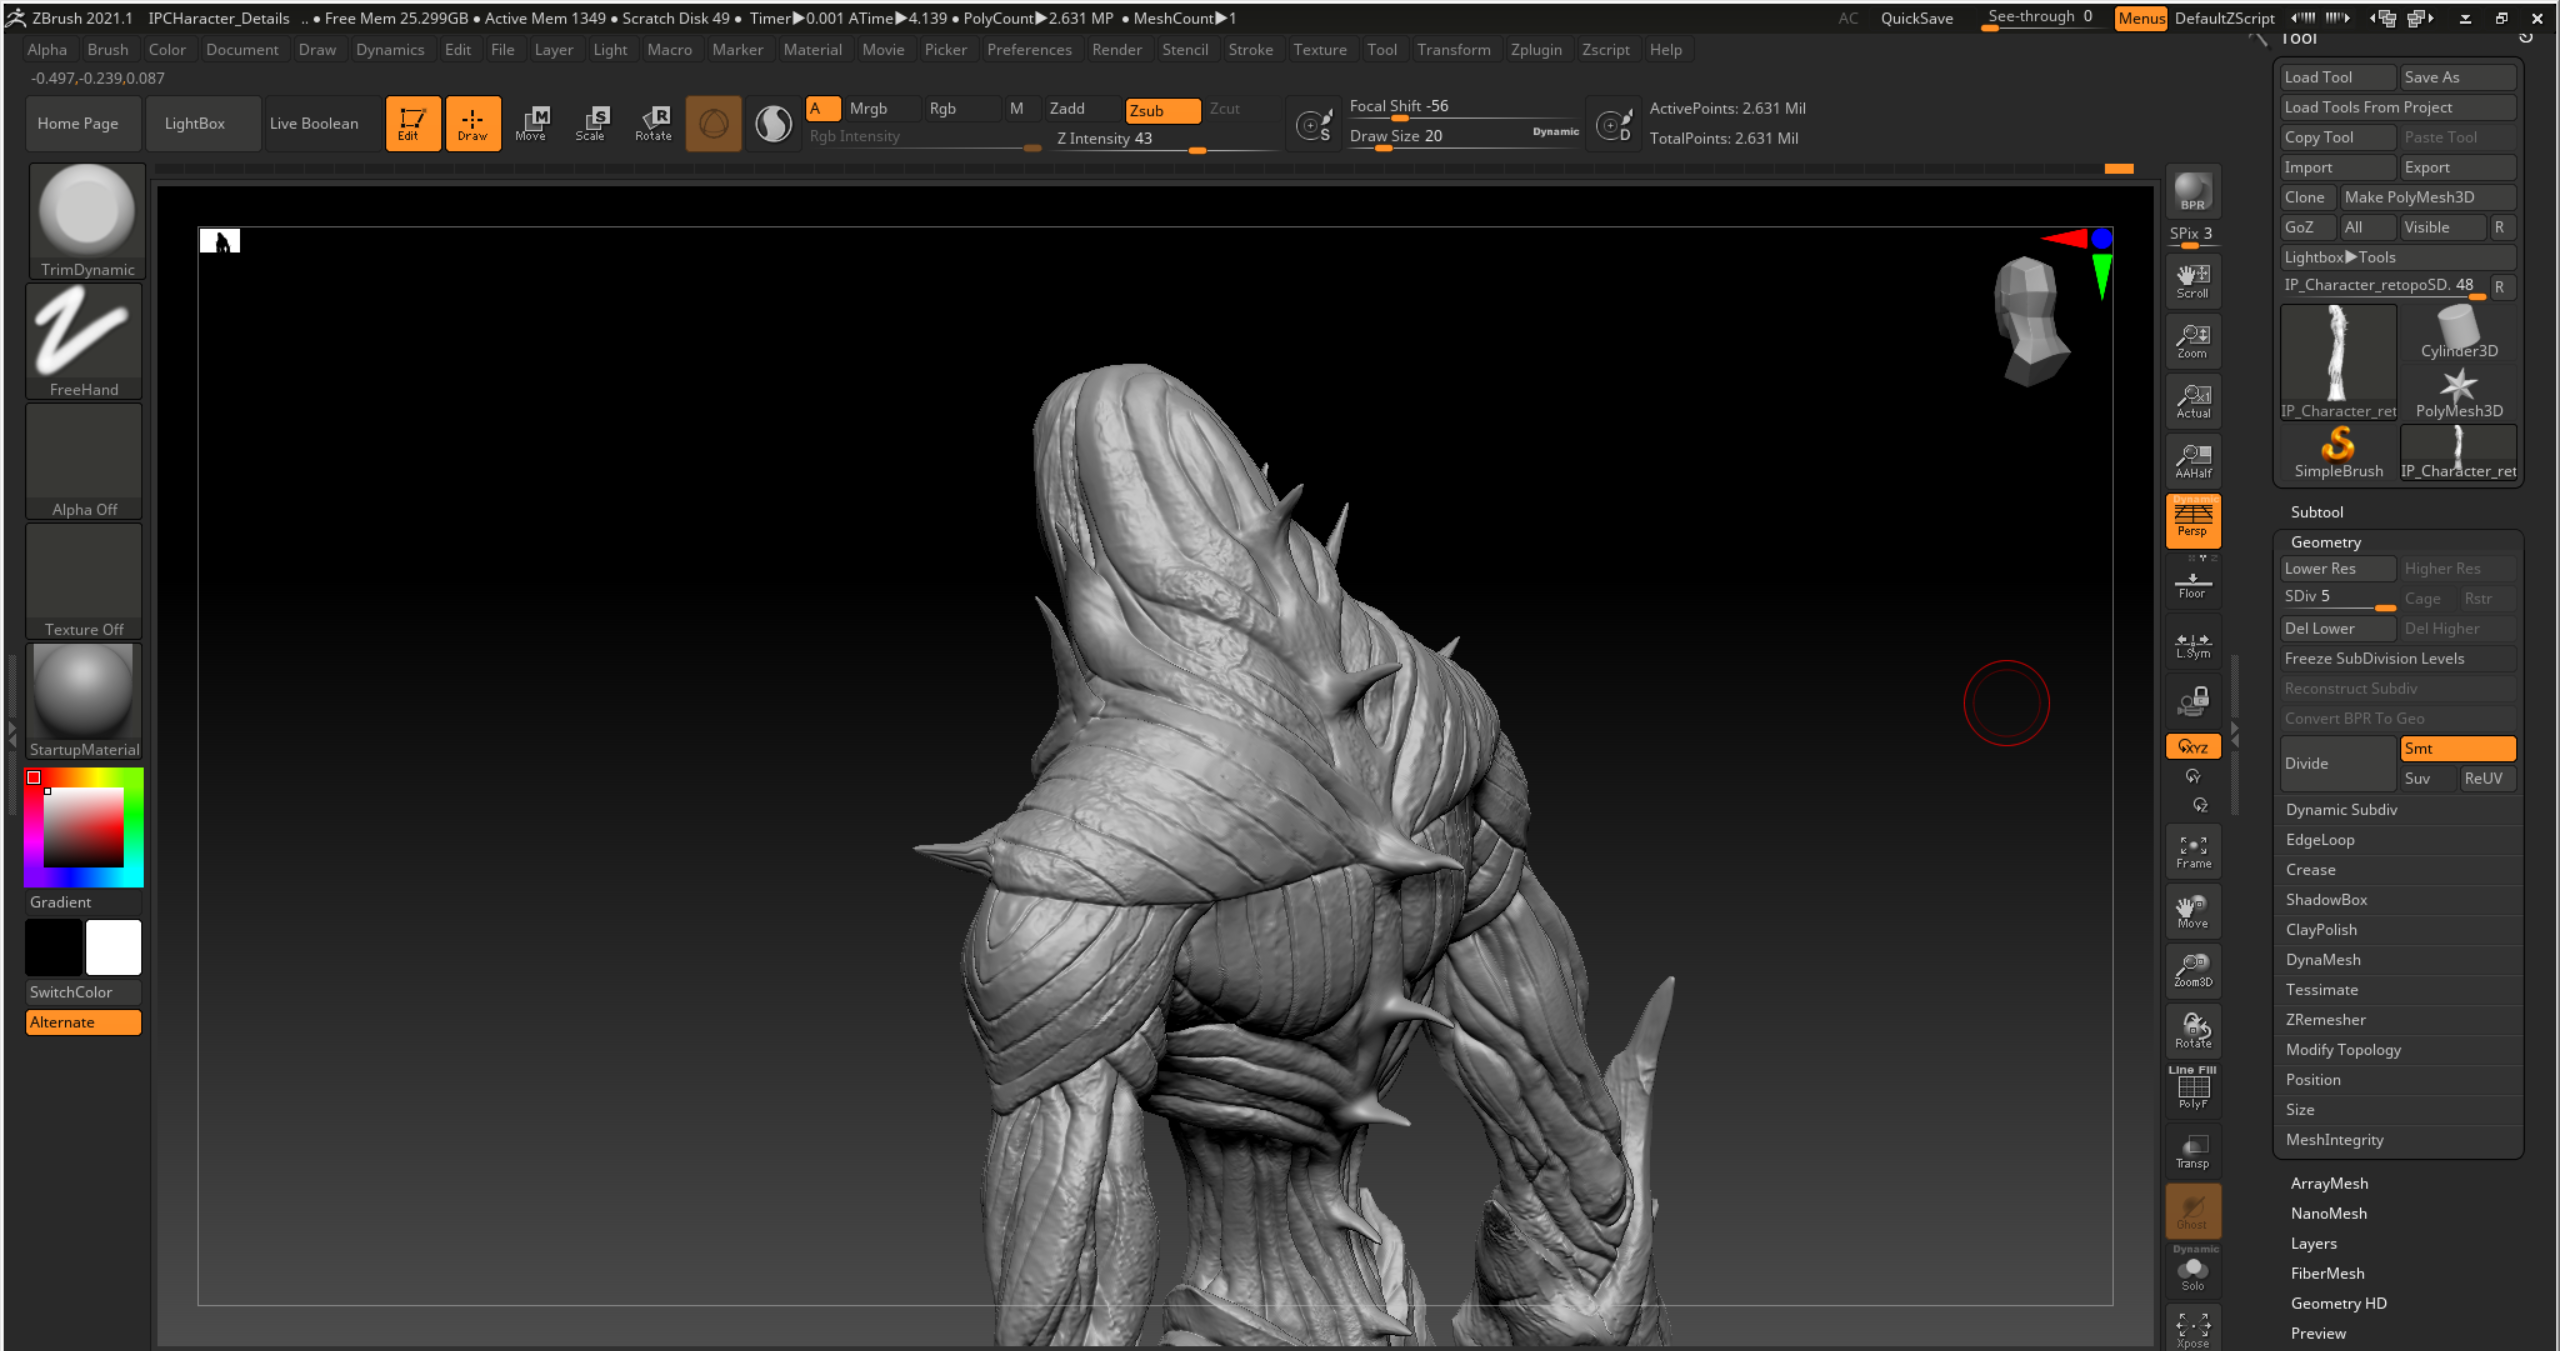 ZBrush 2021.1 IPCharacter_Details .. • Free Mem 25.299GB • Active Mem 1349 • Scratch Disk 49 • Timer▶0.001 ATime▶4.139 • PolyCount▶2.631 MP • MeshCount▶1 AC QuickSave See-through 0 Menus DefaultZScript
Alpha Brush Color Document Draw Dynamics Edit File Layer Light Macro Marker Material Movie Picker Preferences Render Stencil Stroke Texture Tool Transform Zplugin Zscript Help
-0.497,-0.239,0.087
Home Page LightBox Live Boolean Edit Draw Move Scale Rotate
M S R
A Mrgb Rgb M Zadd Zsub Zcut
Rgb Intensity Z Intensity 43
S Focal Shift -56
Draw Size 20 Dynamic
D ActivePoints: 2.631 Mil
TotalPoints: 2.631 Mil
TrimDynamic
FreeHand
Alpha Off
Texture Off
StartupMaterial
Gradient
SwitchColor
Alternate
BPR
SPix 3
Scroll
Zoom
Actual
AAHalf
Dynamic
Persp
Floor
L.Sym
XYZ
Y
Z
Frame
Move
Zoom3D
Rotate
Line Fill
PolyF
Transp
Ghost
Dynamic
Solo
Xpose
Tool
Load Tool Save As
Load Tools From Project
Copy Tool Paste Tool
Import Export
Clone Make PolyMesh3D
GoZ All Visible R
Lightbox▶Tools
IP_Character_retopoSD. 48 R
Cylinder3D
IP_Character_ret PolyMesh3D
SimpleBrush IP_Character_ret
Subtool
Geometry
Lower Res Higher Res
SDiv 5 Cage Rstr
Del Lower Del Higher
Freeze SubDivision Levels
Reconstruct Subdiv
Convert BPR To Geo
Divide Smt
Suv ReUV
Dynamic Subdiv
EdgeLoop
Crease
ShadowBox
ClayPolish
DynaMesh
Tessimate
ZRemesher
Modify Topology
Position
Size
MeshIntegrity
ArrayMesh
NanoMesh
Layers
FiberMesh
Geometry HD
Preview